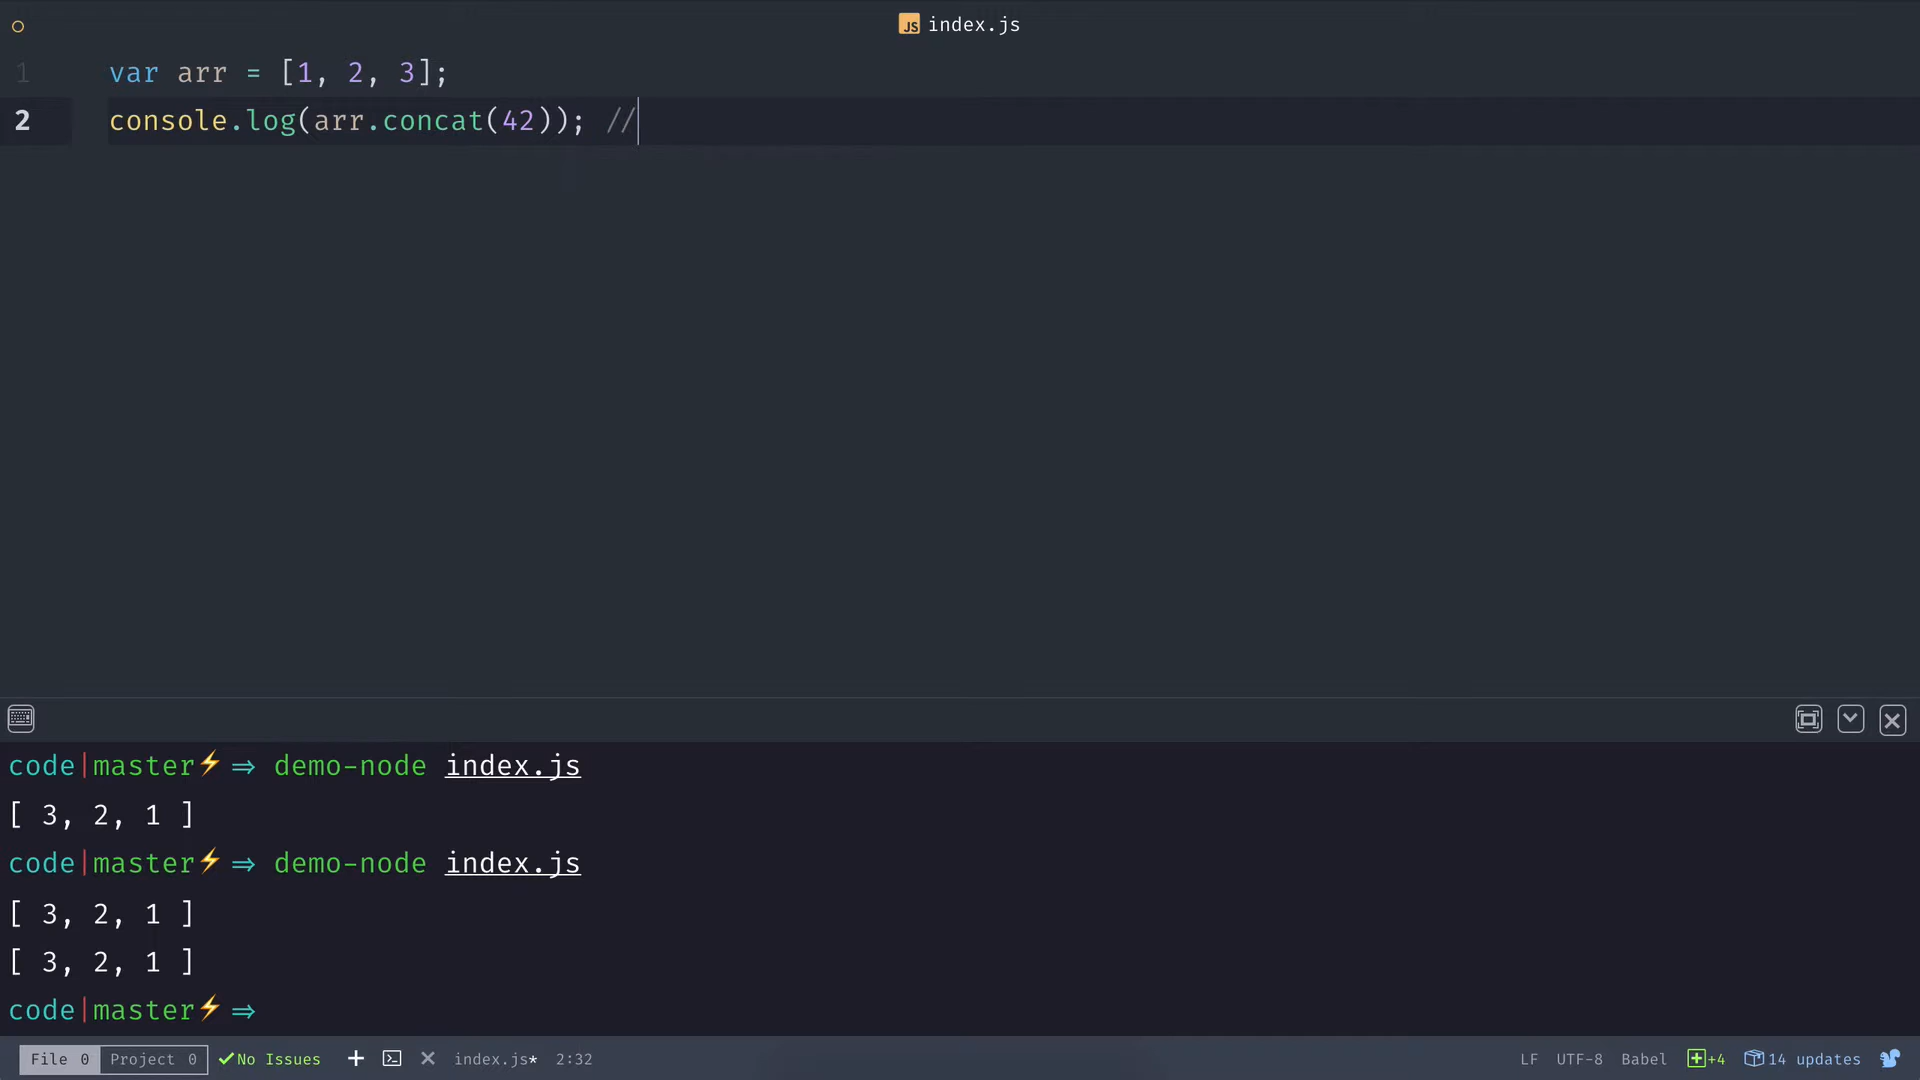 JS index.js
1 var arr = [1, 2, 3];
2 console.log(arr.concat(42)); //
code|master⚡⇒ demo-node index.js
[ 3, 2, 1 ]
code|master⚡⇒ demo-node index.js
[ 3, 2, 1 ]
[ 3, 2, 1 ]
code|master⚡⇒
File 0 Project 0 ✓No Issues + index.js* 2:32 LF UTF-8 Babel +4 14 updates